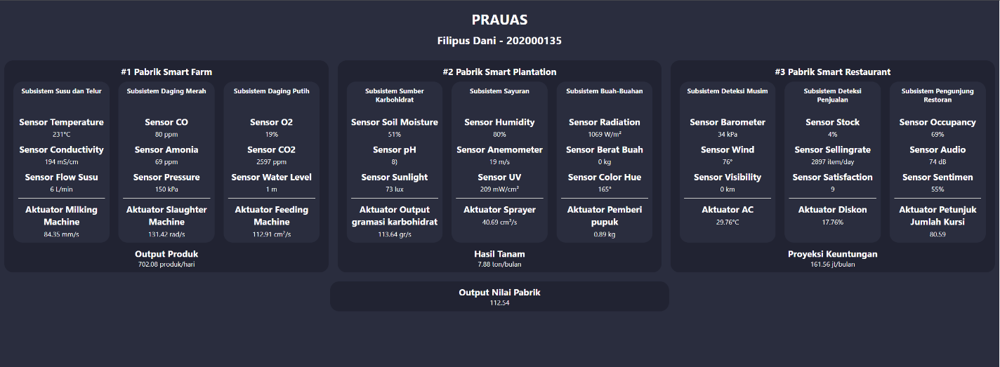 PRAUAS
Filipus Dani - 202000135
#1 Pabrik Smart Farm
Subsistem Susu dan Telur
Sensor Temperature
231°C
Sensor Conductivity
194 mS/cm
Sensor Flow Susu
6 L/min
Aktuator Milking
Machine
84.35 mm/s
Subsistem Daging Merah
Sensor CO
80 ppm
Sensor Amonia
69 ppm
Sensor Pressure
150 kPa
Aktuator Slaughter
Machine
131.42 rad/s
Subsistem Daging Putih
Sensor O2
19%
Sensor CO2
2597 ppm
Sensor Water Level
1 m
Aktuator Feeding
Machine
112.91 cm²/s
Output Produk
702.08 produk/hari
#2 Pabrik Smart Plantation
Subsistem Sumber
Karbohidrat
Sensor Soil Moisture
51%
Sensor pH
8)
Sensor Sunlight
73 lux
Aktuator Output
gramasi karbohidrat
113.64 gr/s
Subsistem Sayuran
Sensor Humidity
80%
Sensor Anemometer
19 m/s
Sensor UV
209 mW/cm²
Aktuator Sprayer
40.69 cm³/s
Subsistem Buah-Buahan
Sensor Radiation
1069 W/m²
Sensor Berat Buah
0 kg
Sensor Color Hue
165°
Aktuator Pemberi
pupuk
0.89 kg
Hasil Tanam
7.88 ton/bulan
#3 Pabrik Smart Restaurant
Subsistem Deteksi Musim
Sensor Barometer
34 kPa
Sensor Wind
76°
Sensor Visibility
0 km
Aktuator AC
29.76°C
Subsistem Deteksi
Penjualan
Sensor Stock
4%
Sensor Sellingrate
2897 item/day
Sensor Satisfaction
9
Aktuator Diskon
17.76%
Subsistem Pengunjung
Restoran
Sensor Occupancy
69%
Sensor Audio
74 dB
Sensor Sentimen
55%
Aktuator Petunjuk
Jumlah Kursi
80.59
Proyeksi Keuntungan
161.56 jt/bulan
Output Nilai Pabrik
112.54